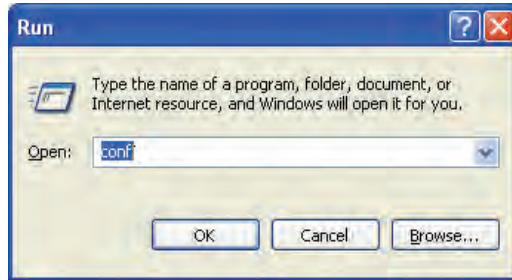 Run
Type the name of a program, folder, document, or
Internet resource, and Windows will open it for you.
Open: conf
OK Cancel Browse...